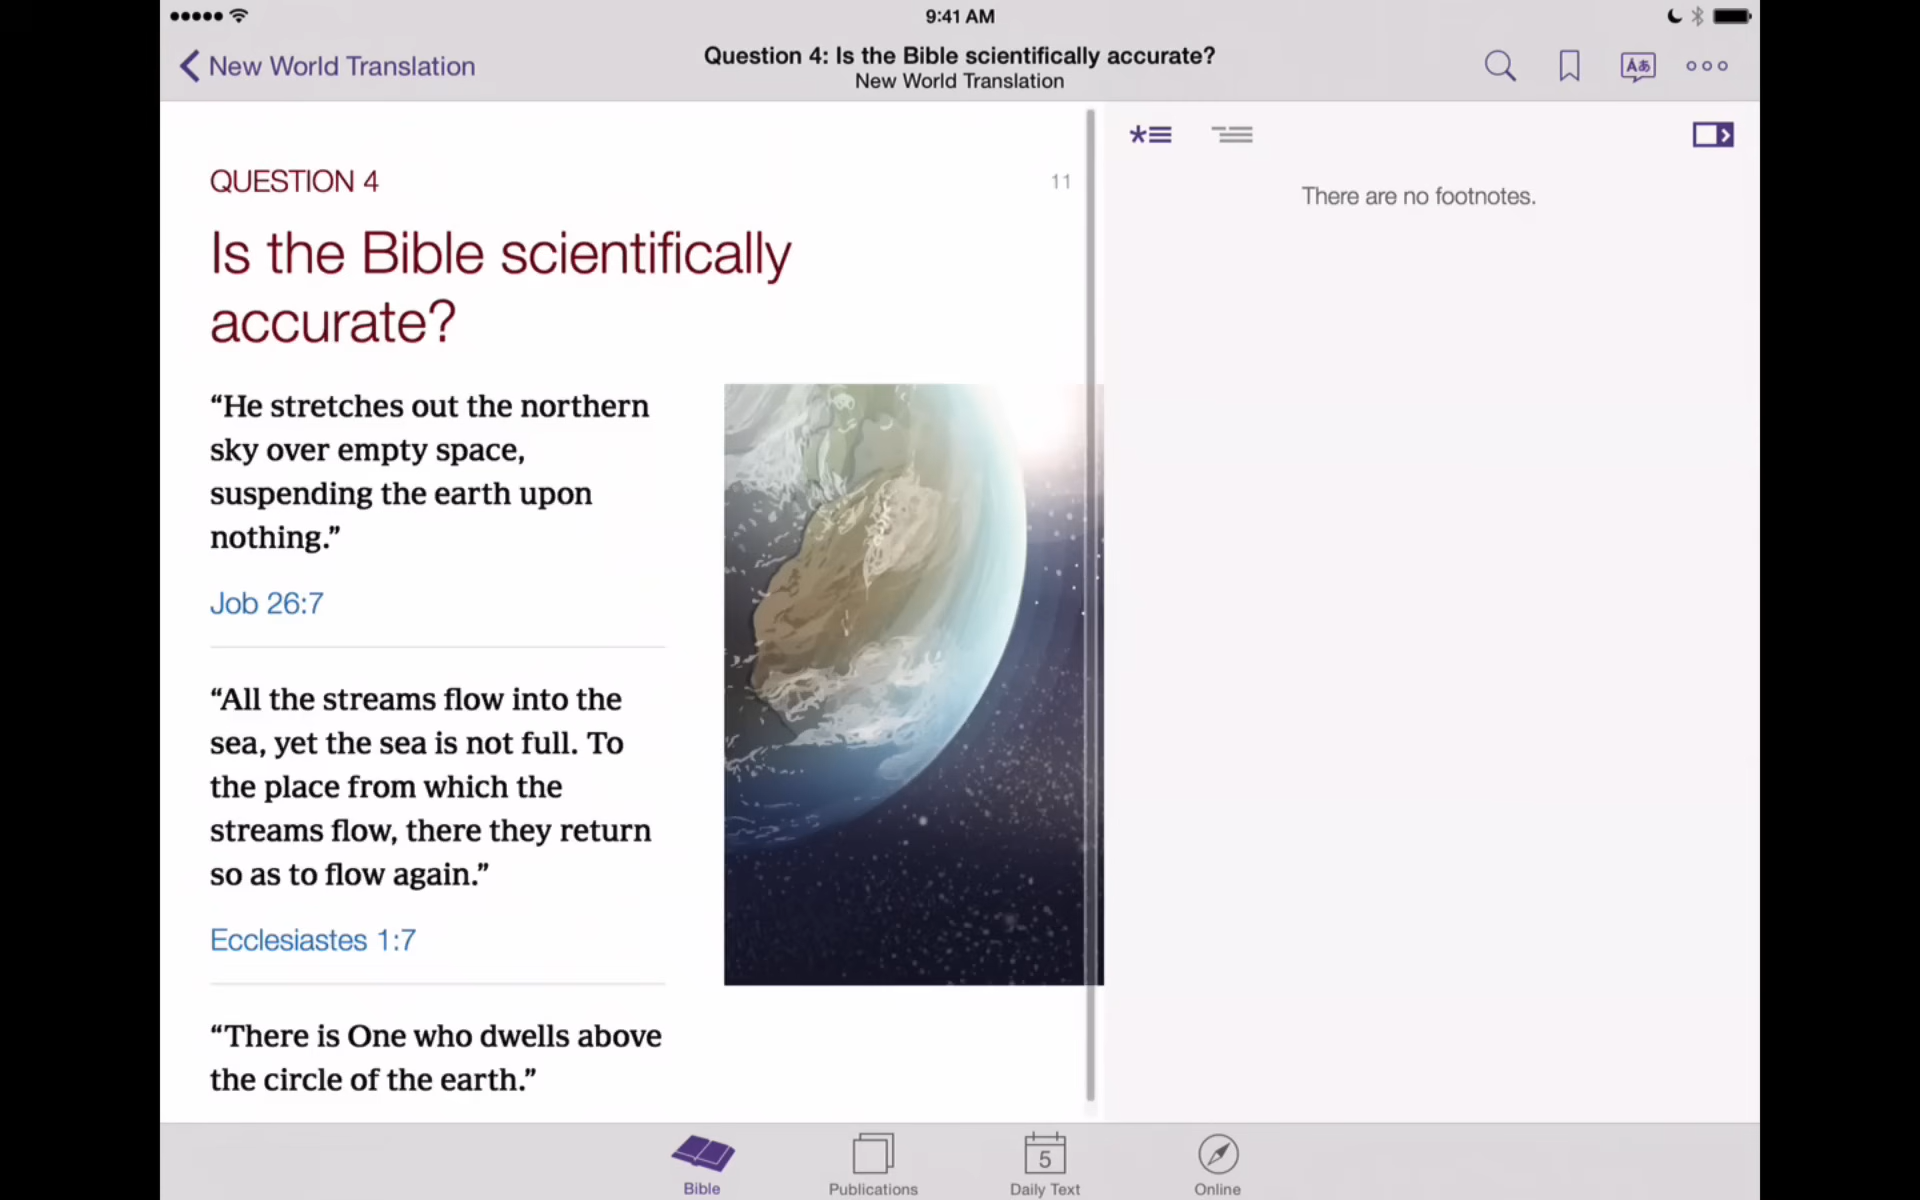 9:41 AM
New World Translation
Question 4: Is the Bible scientifically accurate?
New World Translation
Aあ
QUESTION 4
11
Is the Bible scientifically
accurate?
“He stretches out the northern
sky over empty space,
suspending the earth upon
nothing.”
Job 26:7
“All the streams flow into the
sea, yet the sea is not full. To
the place from which the
streams flow, there they return
so as to flow again.”
Ecclesiastes 1:7
“There is One who dwells above
the circle of the earth.”
There are no footnotes.
Bible
Publications
5
Daily Text
Online